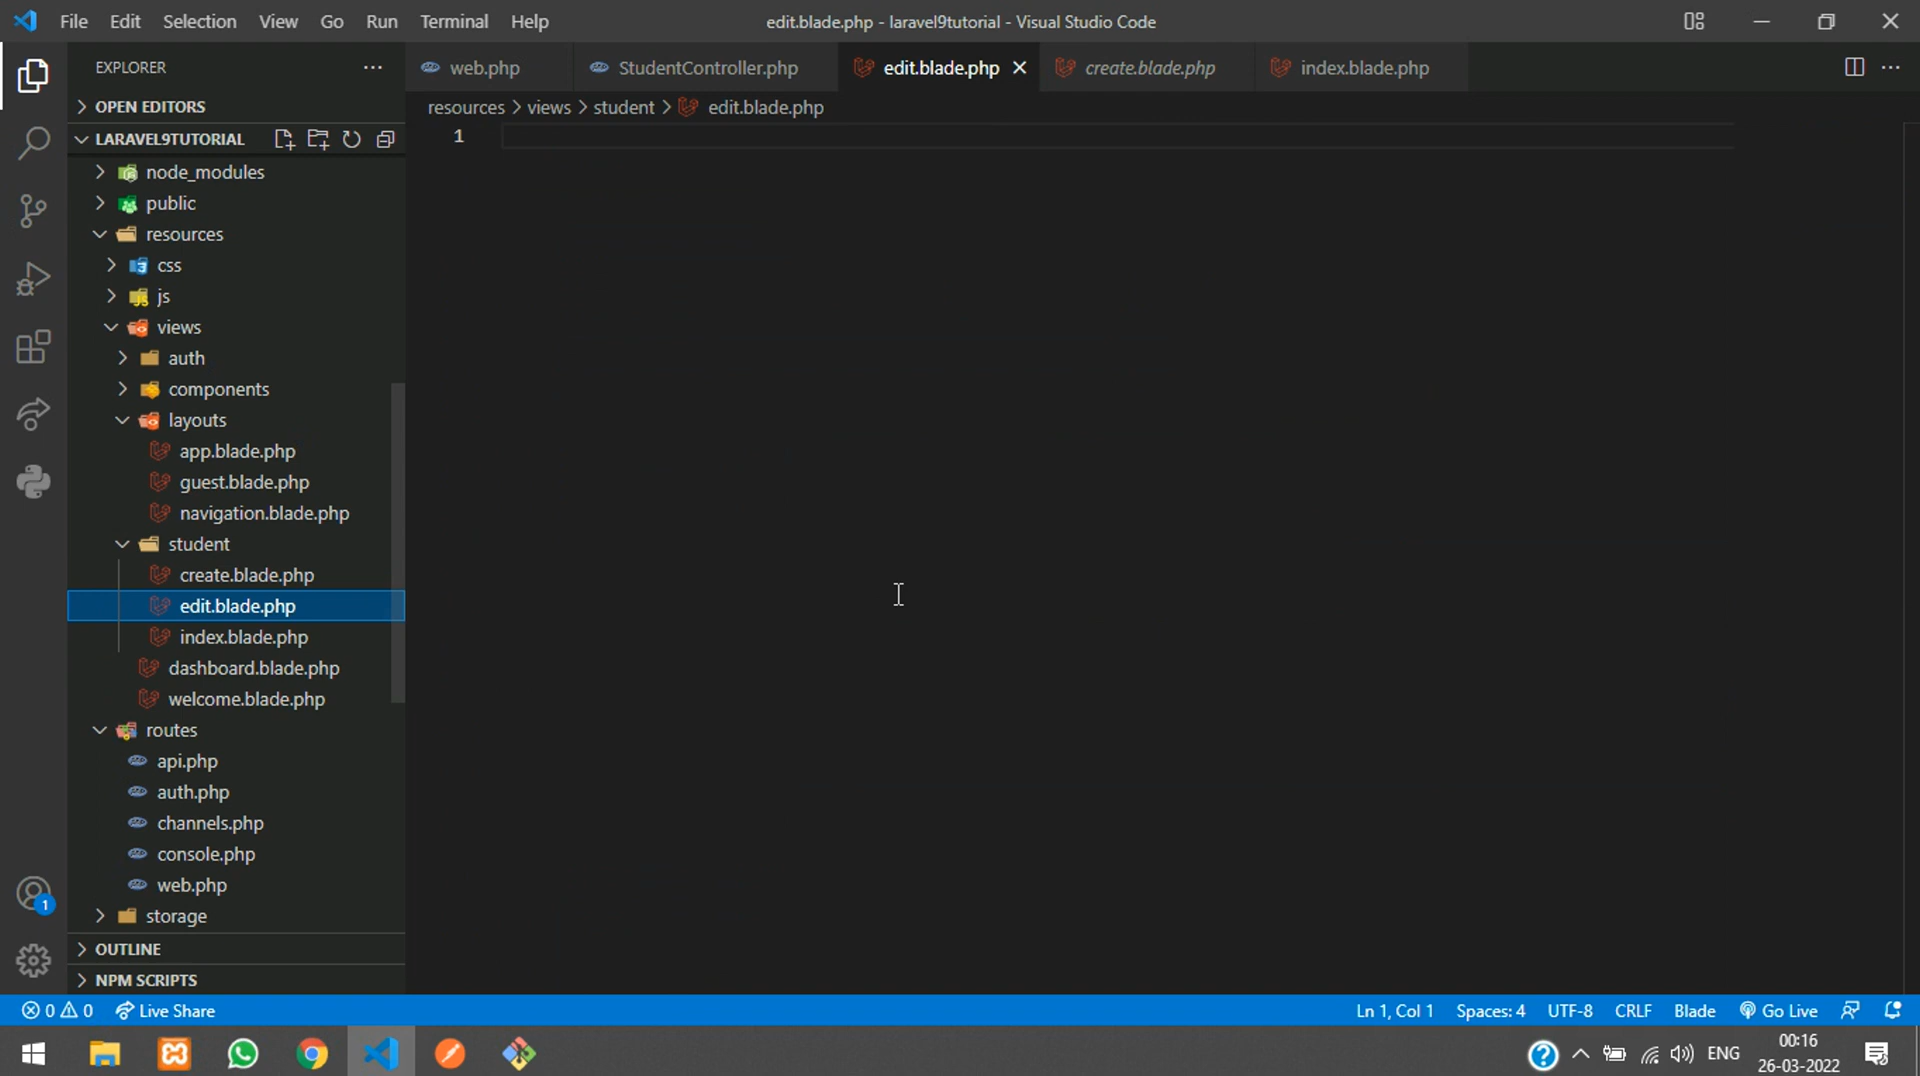 File Edit Selection View Go Run Terminal Help
edit.blade.php - laravel9tutorial - Visual Studio Code
EXPLORER
web.php StudentController.php edit.blade.php create.blade.php index.blade.php
OPEN EDITORS
resources > views > student > edit.blade.php
LARAVEL9TUTORIAL
1
node_modules
public
resources
css
js
views
auth
components
layouts
app.blade.php
guest.blade.php
navigation.blade.php
student
create.blade.php
edit.blade.php
index.blade.php
dashboard.blade.php
welcome.blade.php
routes
api.php
auth.php
channels.php
console.php
web.php
storage
1
OUTLINE
NPM SCRIPTS
0 0 Live Share Ln 1, Col 1 Spaces: 4 UTF-8 CRLF Blade Go Live
ENG
00:16
26-03-2022